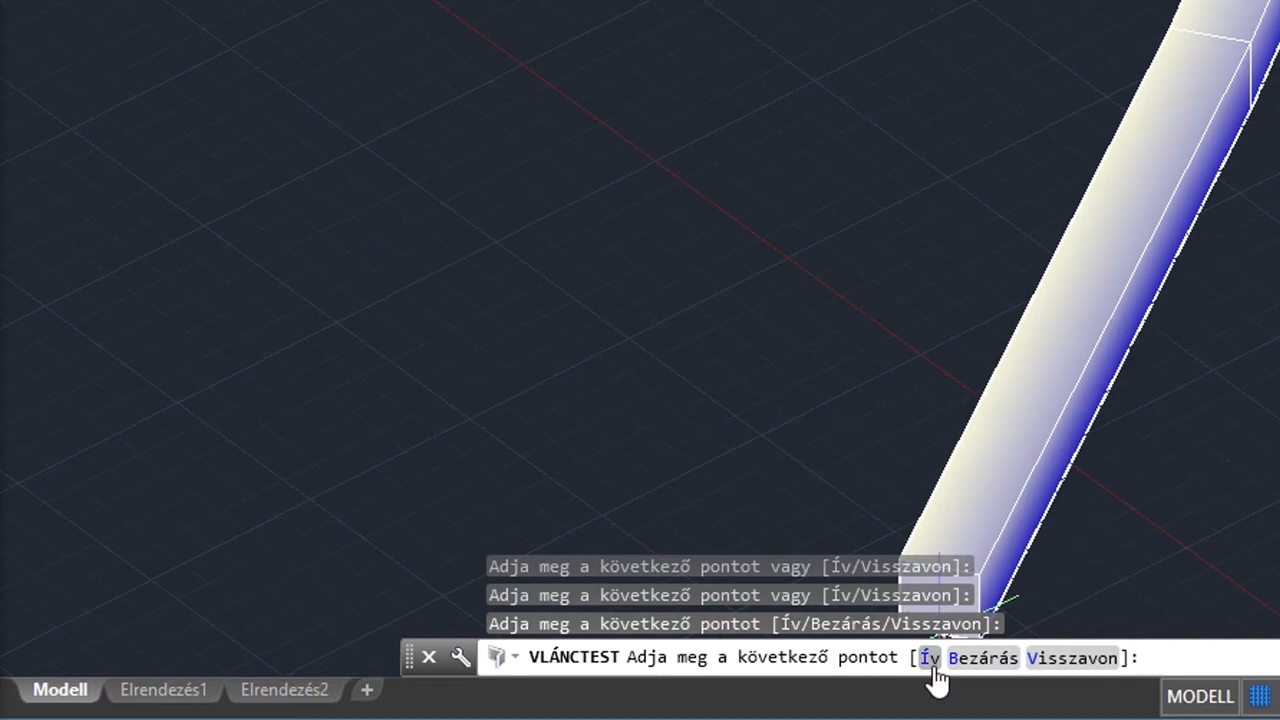 Adja meg a következő pontot vagy [Ív/Visszavon]:
Adja meg a következő pontot vagy [Ív/Visszavon]:
Adja meg a következő pontot [Ív/Bezárás/Visszavon]:
VLÁNCTEST Adja meg a következő pontot [Ív Bezárás Visszavon]:
Modell Elrendezés1 Elrendezés2 +
MODELL